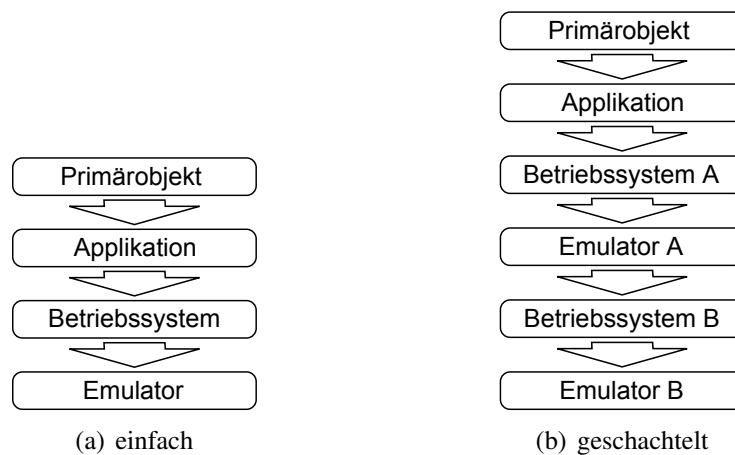 Primärobjekt
Applikation
Betriebssystem
Emulator
(a) einfach
Primärobjekt
Applikation
Betriebssystem A
Emulator A
Betriebssystem B
Emulator B
(b) geschachtelt